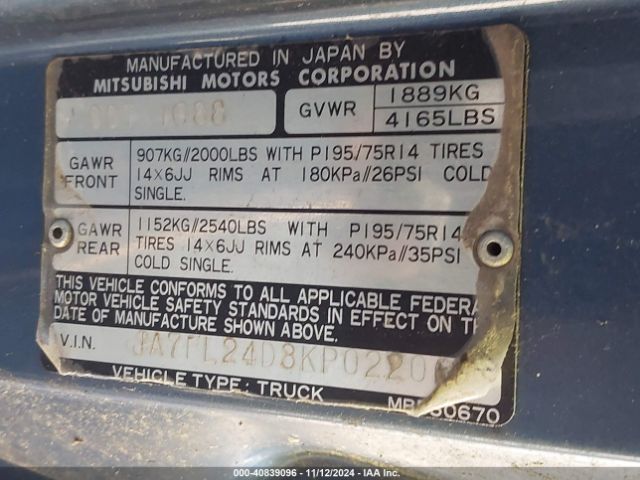 MANUFACTURED IN JAPAN BY
MITSUBISHI MOTORS CORPORATION
1988
GVWR
1889KG
4165LBS
GAWR FRONT
907KG//2000LBS WITH P195/75R14 TIRES
14×6JJ RIMS AT 180KPa//26PSI COLD
SINGLE.
GAWR REAR
1152KG//2540LBS WITH P195/75R14
TIRES 14×6JJ RIMS AT 240KPa//35PSI
COLD SINGLE.
THIS VEHICLE CONFORMS TO ALL APPLICABLE FEDERA
MOTOR VEHICLE SAFETY STANDARDS IN EFFECT ON TH
DATE OF MANUFACTURE SHOWN ABOVE.
V.I.N.
VEHICLE TYPE: TRUCK
000-40839096 - 11/12/2024 - IAA Inc.